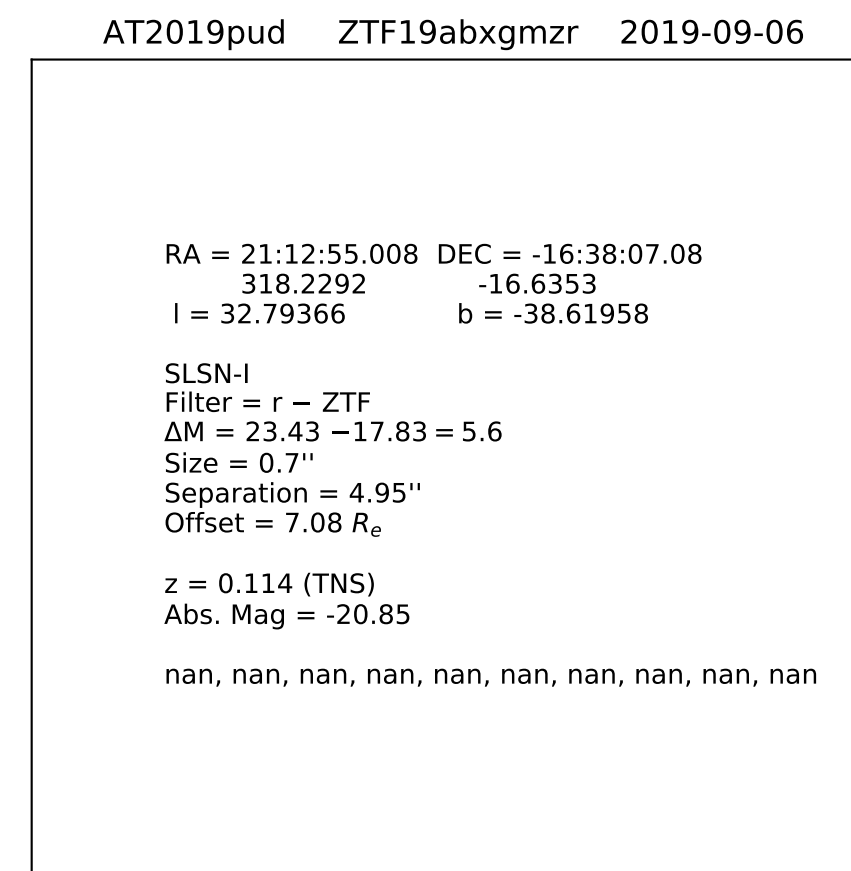 AT2019pud ZTF19abxgmzr 2019-09-06
RA = 21:12:55.008 DEC = -16:38:07.08
318.2292 -16.6353
l = 32.79366 b = -38.61958
SLSN-I
Filter = r − ZTF
ΔM = 23.43 −17.83 = 5.6
Size = 0.7''
Separation = 4.95''
Offset = 7.08 Rₑ
z = 0.114 (TNS)
Abs. Mag = -20.85
nan, nan, nan, nan, nan, nan, nan, nan, nan, nan